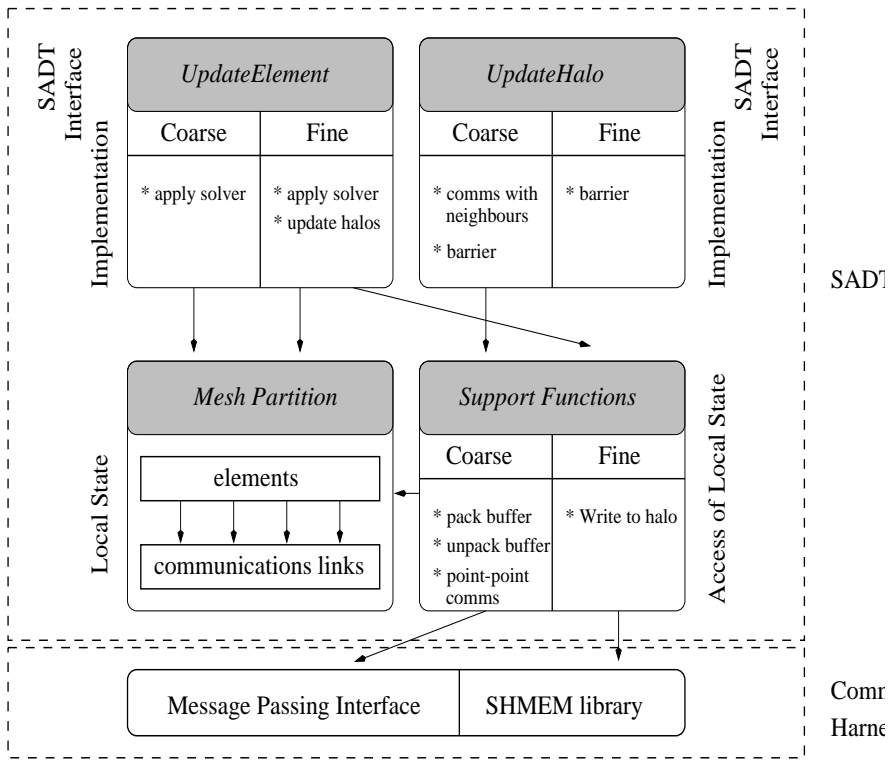 SADT
Interface
Implementation
UpdateElement
Coarse
Fine
* apply solver
* apply solver
* update halos
UpdateHalo
Coarse
Fine
* comms with
neighbours
* barrier
* barrier
Implementation
SADT
Interface
SADT
Local State
Mesh Partition
elements
communications links
Support Functions
Coarse
Fine
* pack buffer
* unpack buffer
* point-point
comms
* Write to halo
Access of Local State
Message Passing Interface
SHMEM library